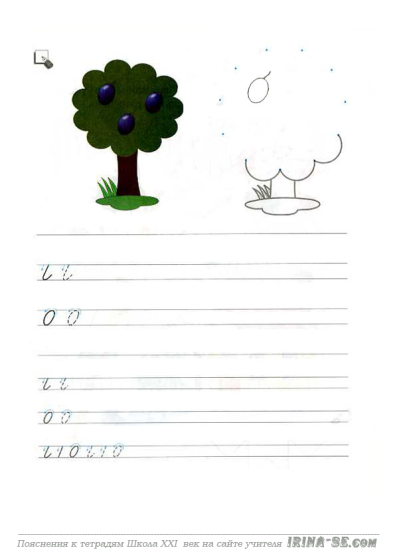 ι ι
О О
ι ι
О О
ι ι О ι ι О
Пояснения к тетрадям Школа XXI век на сайте учителя IRINA-SE.COM